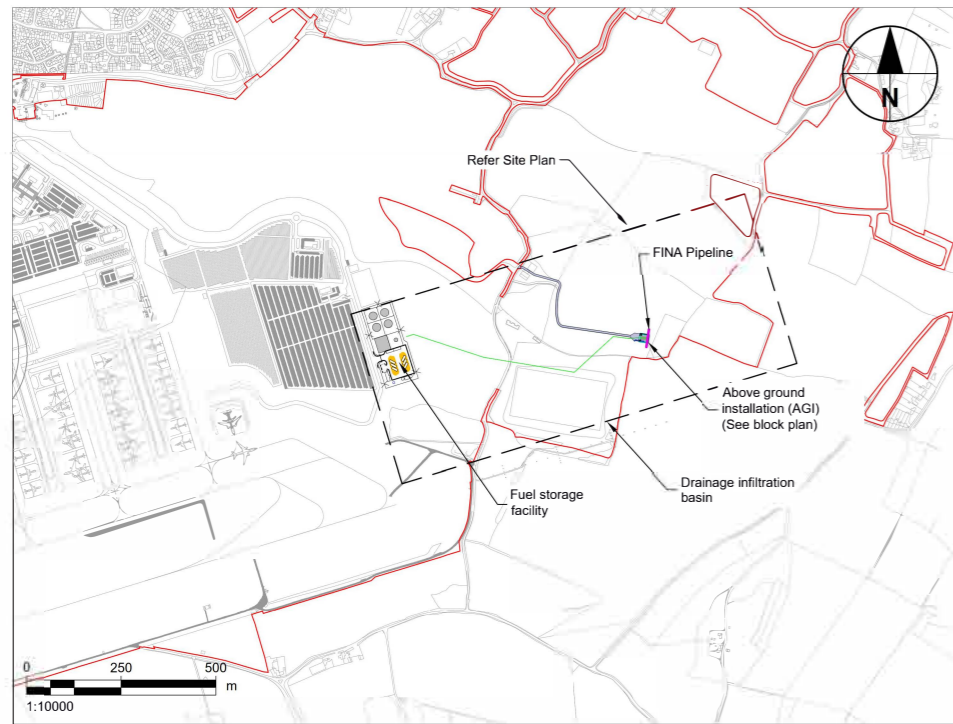 N
Refer Site Plan
FINA Pipeline
Above ground
installation (AGI)
(See block plan)
Drainage infiltration
basin
Fuel storage
facility
0 250 500
m
1:10000